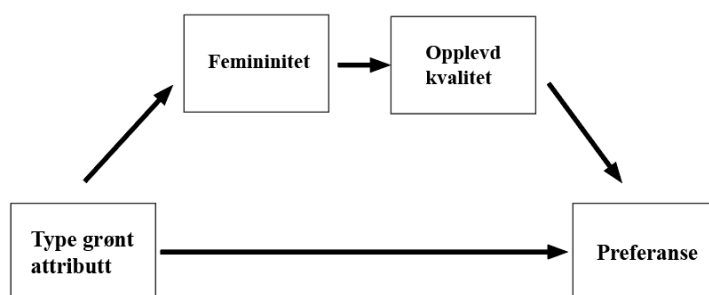 Femininitet
Opplevd
kvalitet
Type grønt
attributt
Preferanse